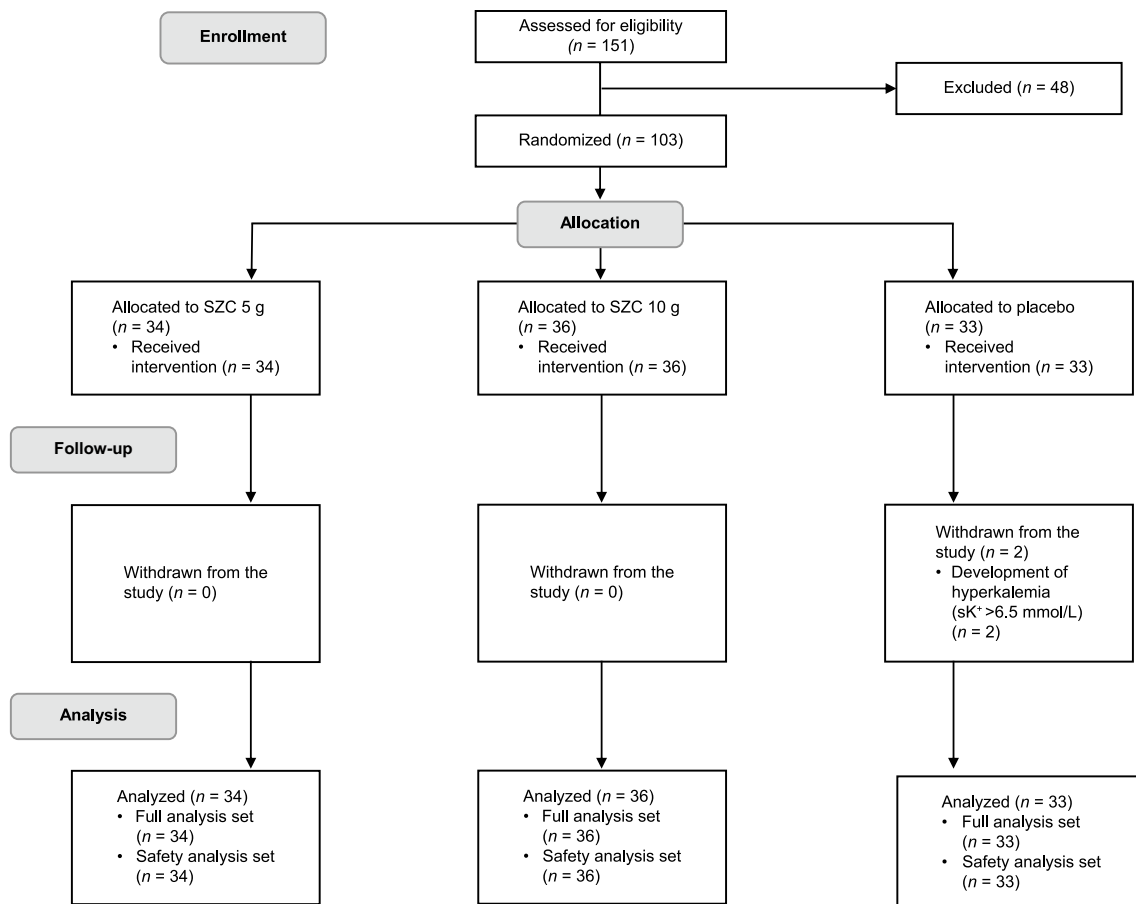 Enrollment
Assessed for eligibility
(n = 151)
Excluded (n = 48)
Randomized (n = 103)
Allocation
Allocated to SZC 5 g
(n = 34)
• Received
intervention (n = 34)
Allocated to SZC 10 g
(n = 36)
• Received
intervention (n = 36)
Allocated to placebo
(n = 33)
• Received
intervention (n = 33)
Follow-up
Withdrawn from the
study (n = 0)
Withdrawn from the
study (n = 0)
Withdrawn from the
study (n = 2)
• Development of
hyperkalemia
(sK⁺ >6.5 mmol/L)
(n = 2)
Analysis
Analyzed (n = 34)
• Full analysis set
(n = 34)
• Safety analysis set
(n = 34)
Analyzed (n = 36)
• Full analysis set
(n = 36)
• Safety analysis set
(n = 36)
Analyzed (n = 33)
• Full analysis set
(n = 33)
• Safety analysis set
(n = 33)